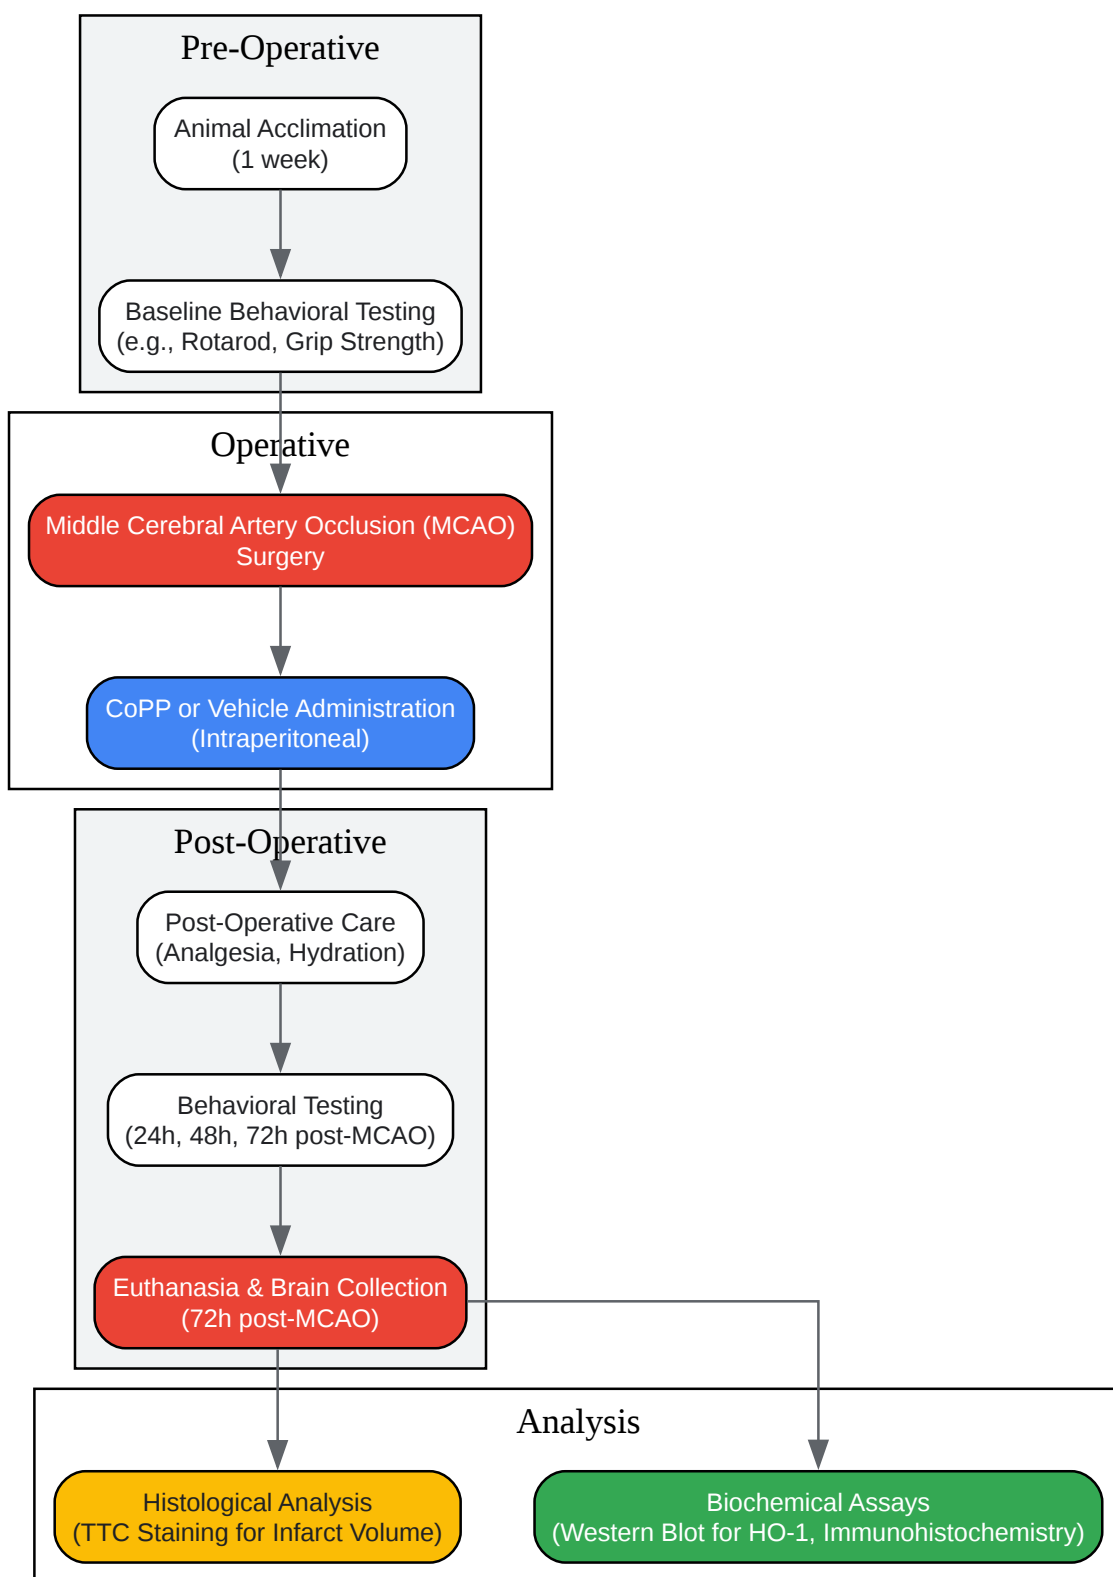 Pre-Operative
Animal Acclimation
(1 week)
Baseline Behavioral Testing
(e.g., Rotarod, Grip Strength)
Operative
Middle Cerebral Artery Occlusion (MCAO)
Surgery
CoPP or Vehicle Administration
(Intraperitoneal)
Post-Operative
Post-Operative Care
(Analgesia, Hydration)
Behavioral Testing
(24h, 48h, 72h post-MCAO)
Euthanasia & Brain Collection
(72h post-MCAO)
Analysis
Histological Analysis
(TTC Staining for Infarct Volume)
Biochemical Assays
(Western Blot for HO-1, Immunohistochemistry)